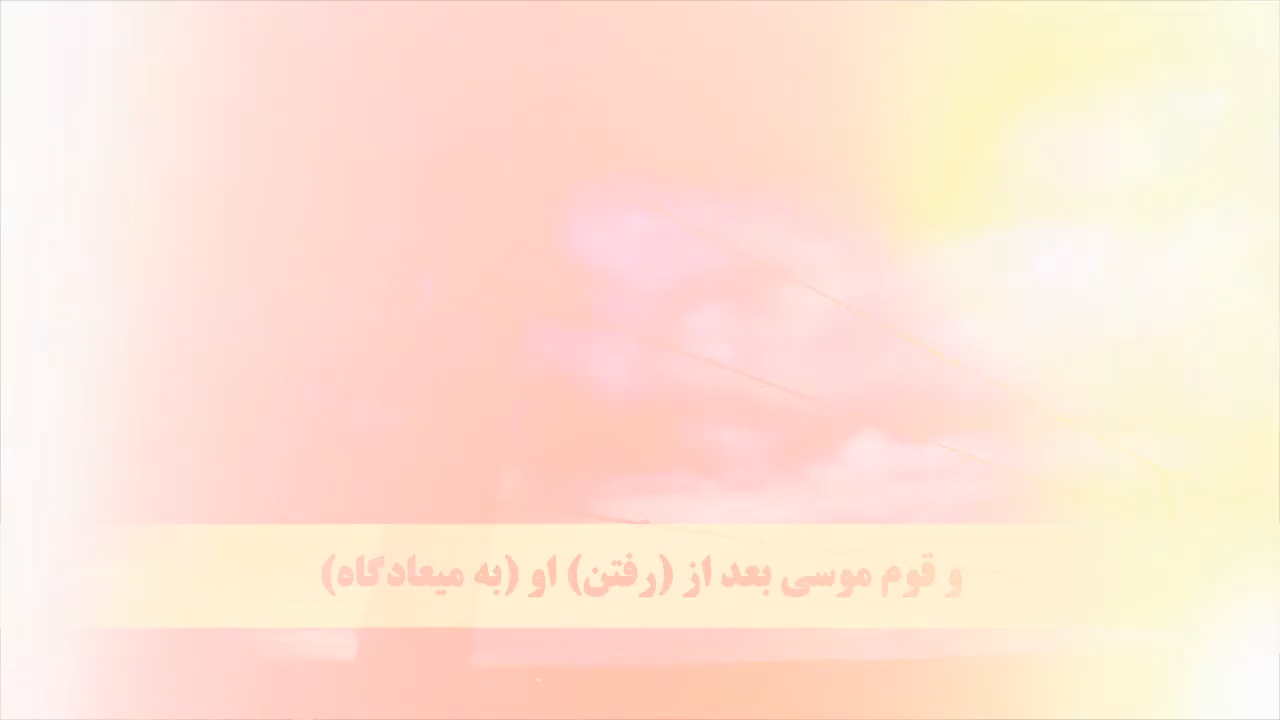 و قوم موسی بعد از (رفتن) او (به میعادگاه)